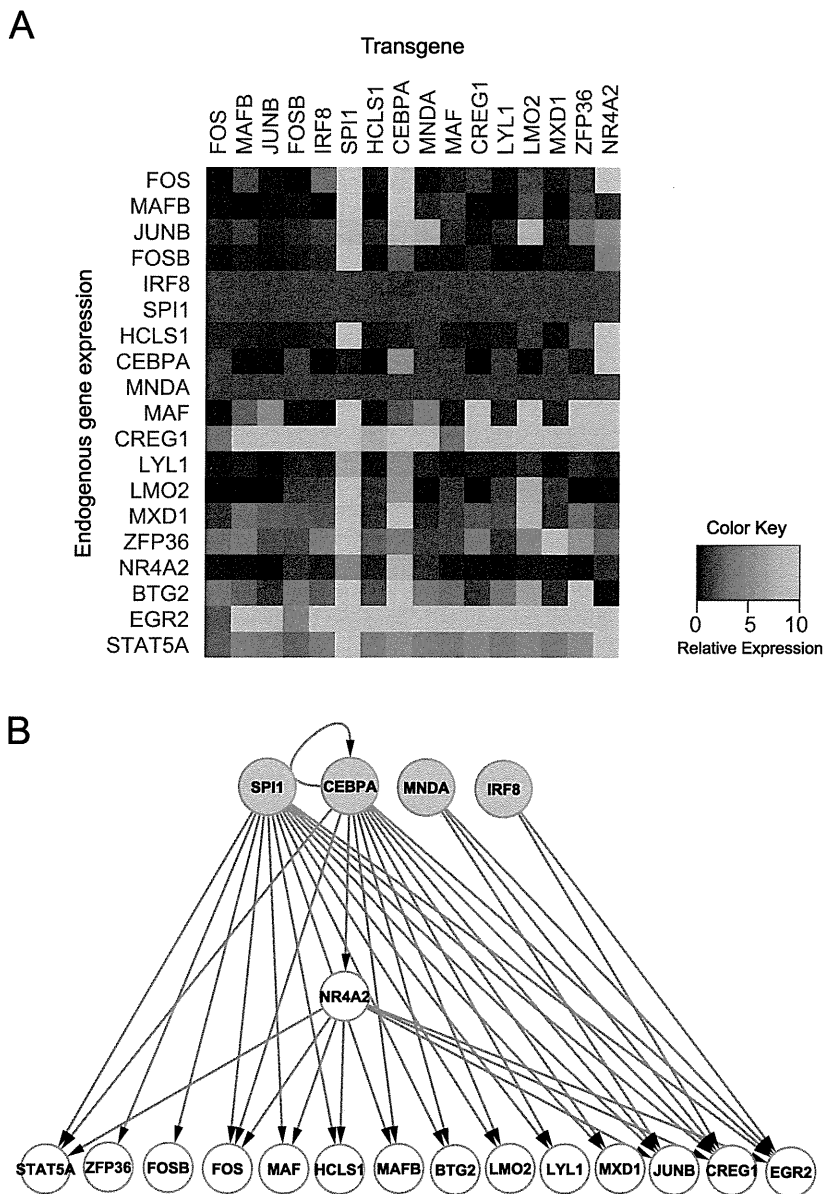 A
Transgene
FOS MAFB JUNB FOSB IRF8 SPI1 HCLS1 CEBPA MNDA MAF CREG1 LYL1 LMO2 MXD1 ZFP36 NR4A2
Endogenous gene expression
FOS
MAFB
JUNB
FOSB
IRF8
SPI1
HCLS1
CEBPA
MNDA
MAF
CREG1
LYL1
LMO2
MXD1
ZFP36
NR4A2
BTG2
EGR2
STAT5A
Color Key
0 5 10
Relative Expression
B
SPI1 CEBPA MNDA IRF8
NR4A2
STAT5A ZFP36 FOSB FOS MAF HCLS1 MAFB BTG2 LMO2 LYL1 MXD1 JUNB CREG1 EGR2